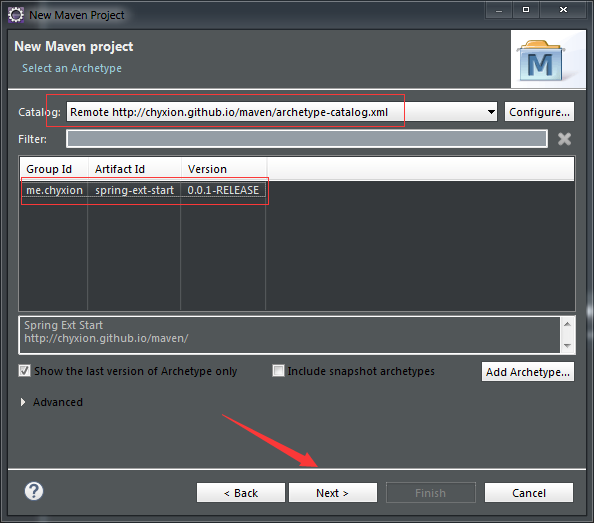 New Maven Project
New Maven project
Select an Archetype
M
Catalog: Remote http://chyxion.github.io/maven/archetype-catalog.xml Configure...
Filter:
Group Id Artifact Id Version
me.chyxion spring-ext-start 0.0.1-RELEASE
Spring Ext Start
http://chyxion.github.io/maven/
Show the last version of Archetype only Include snapshot archetypes Add Archetype...
Advanced
? < Back Next > Finish Cancel